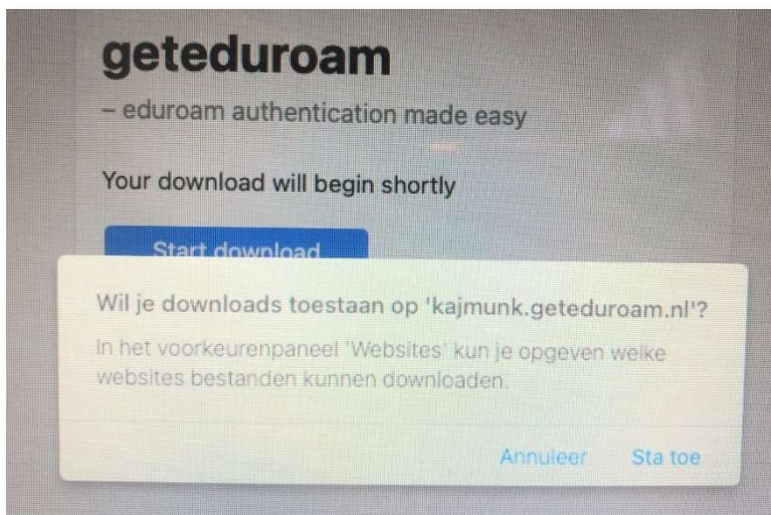 geteduroam
– eduroam authentication made easy
Your download will begin shortly
Start download
Wil je downloads toestaan op 'kajmunk.geteduroam.nl'?
In het voorkeurenpaneel 'Websites' kun je opgeven welke
websites bestanden kunnen downloaden.
Annuleer Sta toe